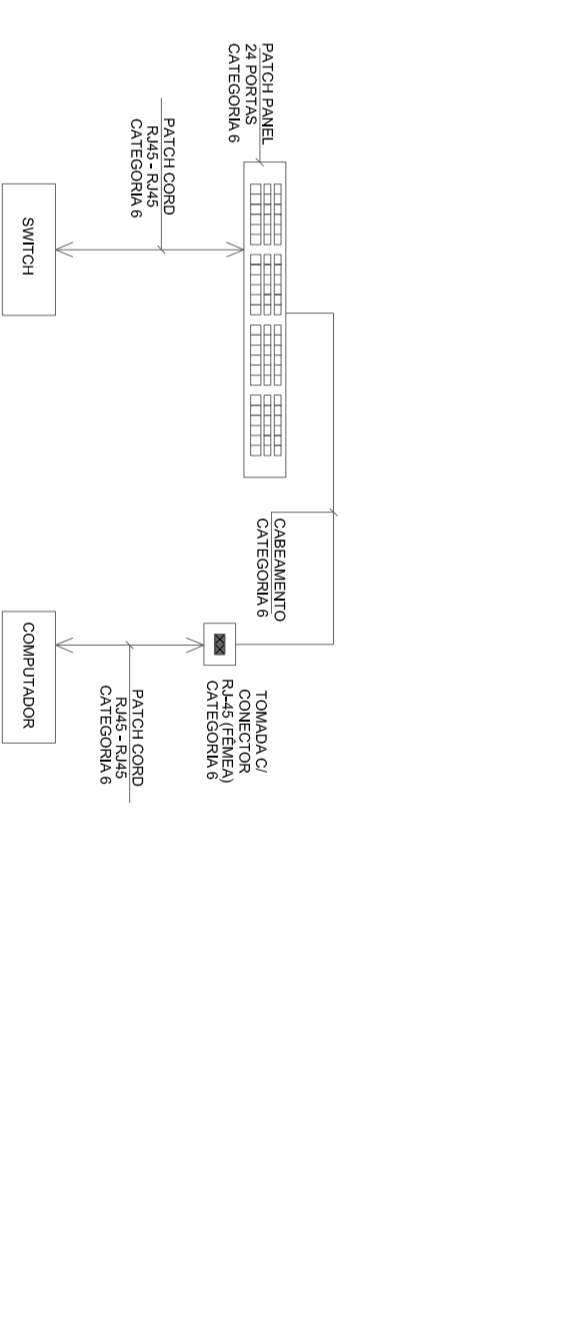 PATCH PANEL
24 PORTAS
CATEGORIA 6
PATCH CORD
RJ45 - RJ45
CATEGORIA 6
SWITCH
CABEAMENTO
CATEGORIA 6
TOMADA C/
CONECTOR
RJ-45 (FÊMEA)
CATEGORIA 6
PATCH CORD
RJ45 - RJ45
CATEGORIA 6
COMPUTADOR